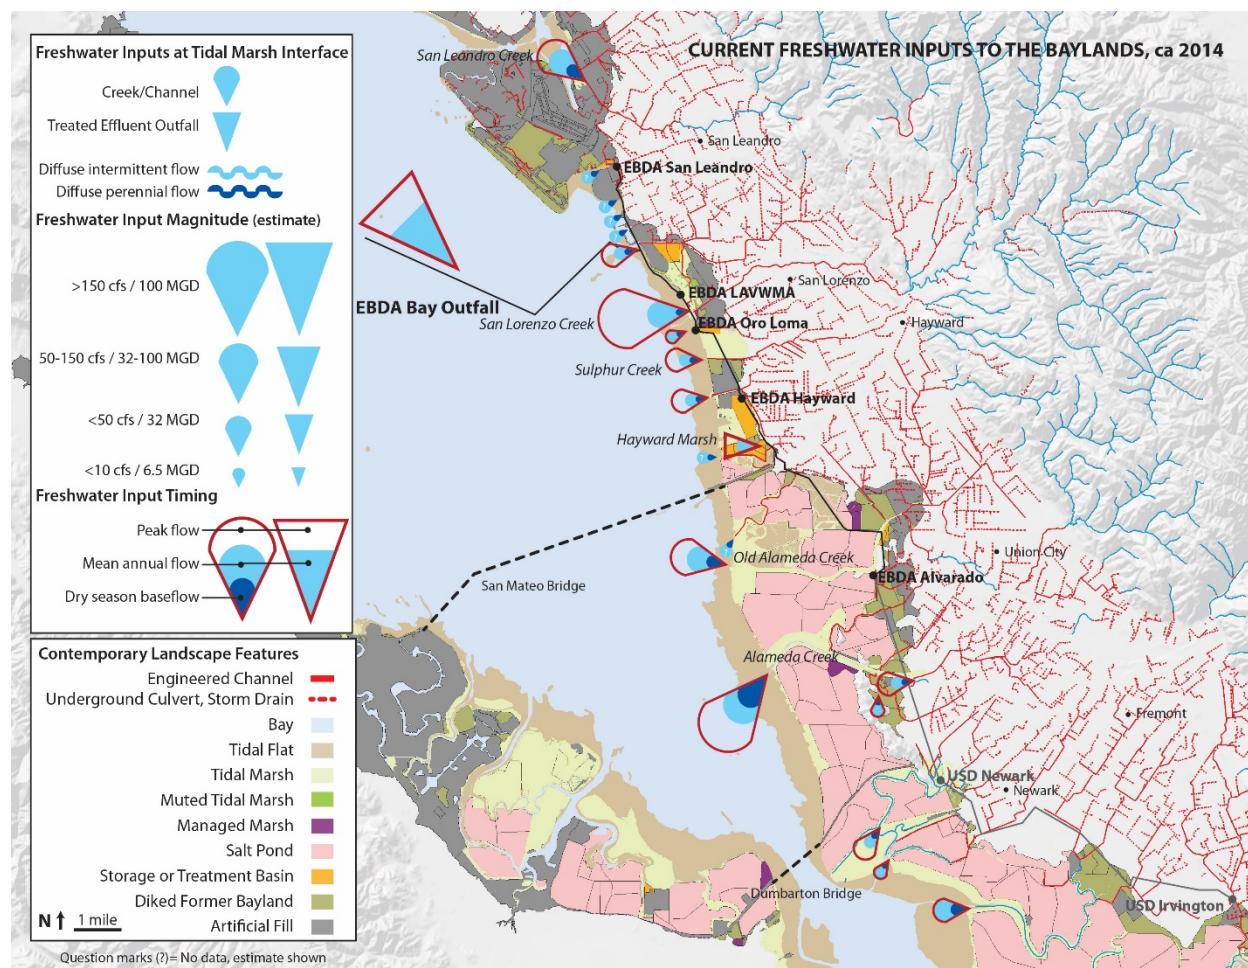 CURRENT FRESHWATER INPUTS TO THE BAYLANDS, ca 2014
Freshwater Inputs at Tidal Marsh Interface
Creek/Channel
Treated Effluent Outfall
Diffuse intermittent flow
Diffuse perennial flow
Freshwater Input Magnitude (estimate)
>150 cfs / 100 MGD
50-150 cfs / 32-100 MGD
<50 cfs / 32 MGD
<10 cfs / 6.5 MGD
Freshwater Input Timing
Peak flow
Mean annual flow
Dry season baseflow
Contemporary Landscape Features
Engineered Channel
Underground Culvert, Storm Drain
Bay
Tidal Flat
Tidal Marsh
Muted Tidal Marsh
Managed Marsh
Salt Pond
Storage or Treatment Basin
Diked Former Bayland
Artificial Fill
N
1 mile
Question marks (?)= No data, estimate shown
San Leandro Creek
San Leandro
EBDA San Leandro
EBDA Bay Outfall
EBDA LAVWMA
San Lorenzo
San Lorenzo Creek
EBDA Oro Loma
Hayward
Sulphur Creek
EBDA Hayward
Hayward Marsh
Old Alameda Creek
Union City
EBDA Alvarado
San Mateo Bridge
Alameda Creek
Fremont
USD Newark
Newark
Dumbarton Bridge
USD Irvington